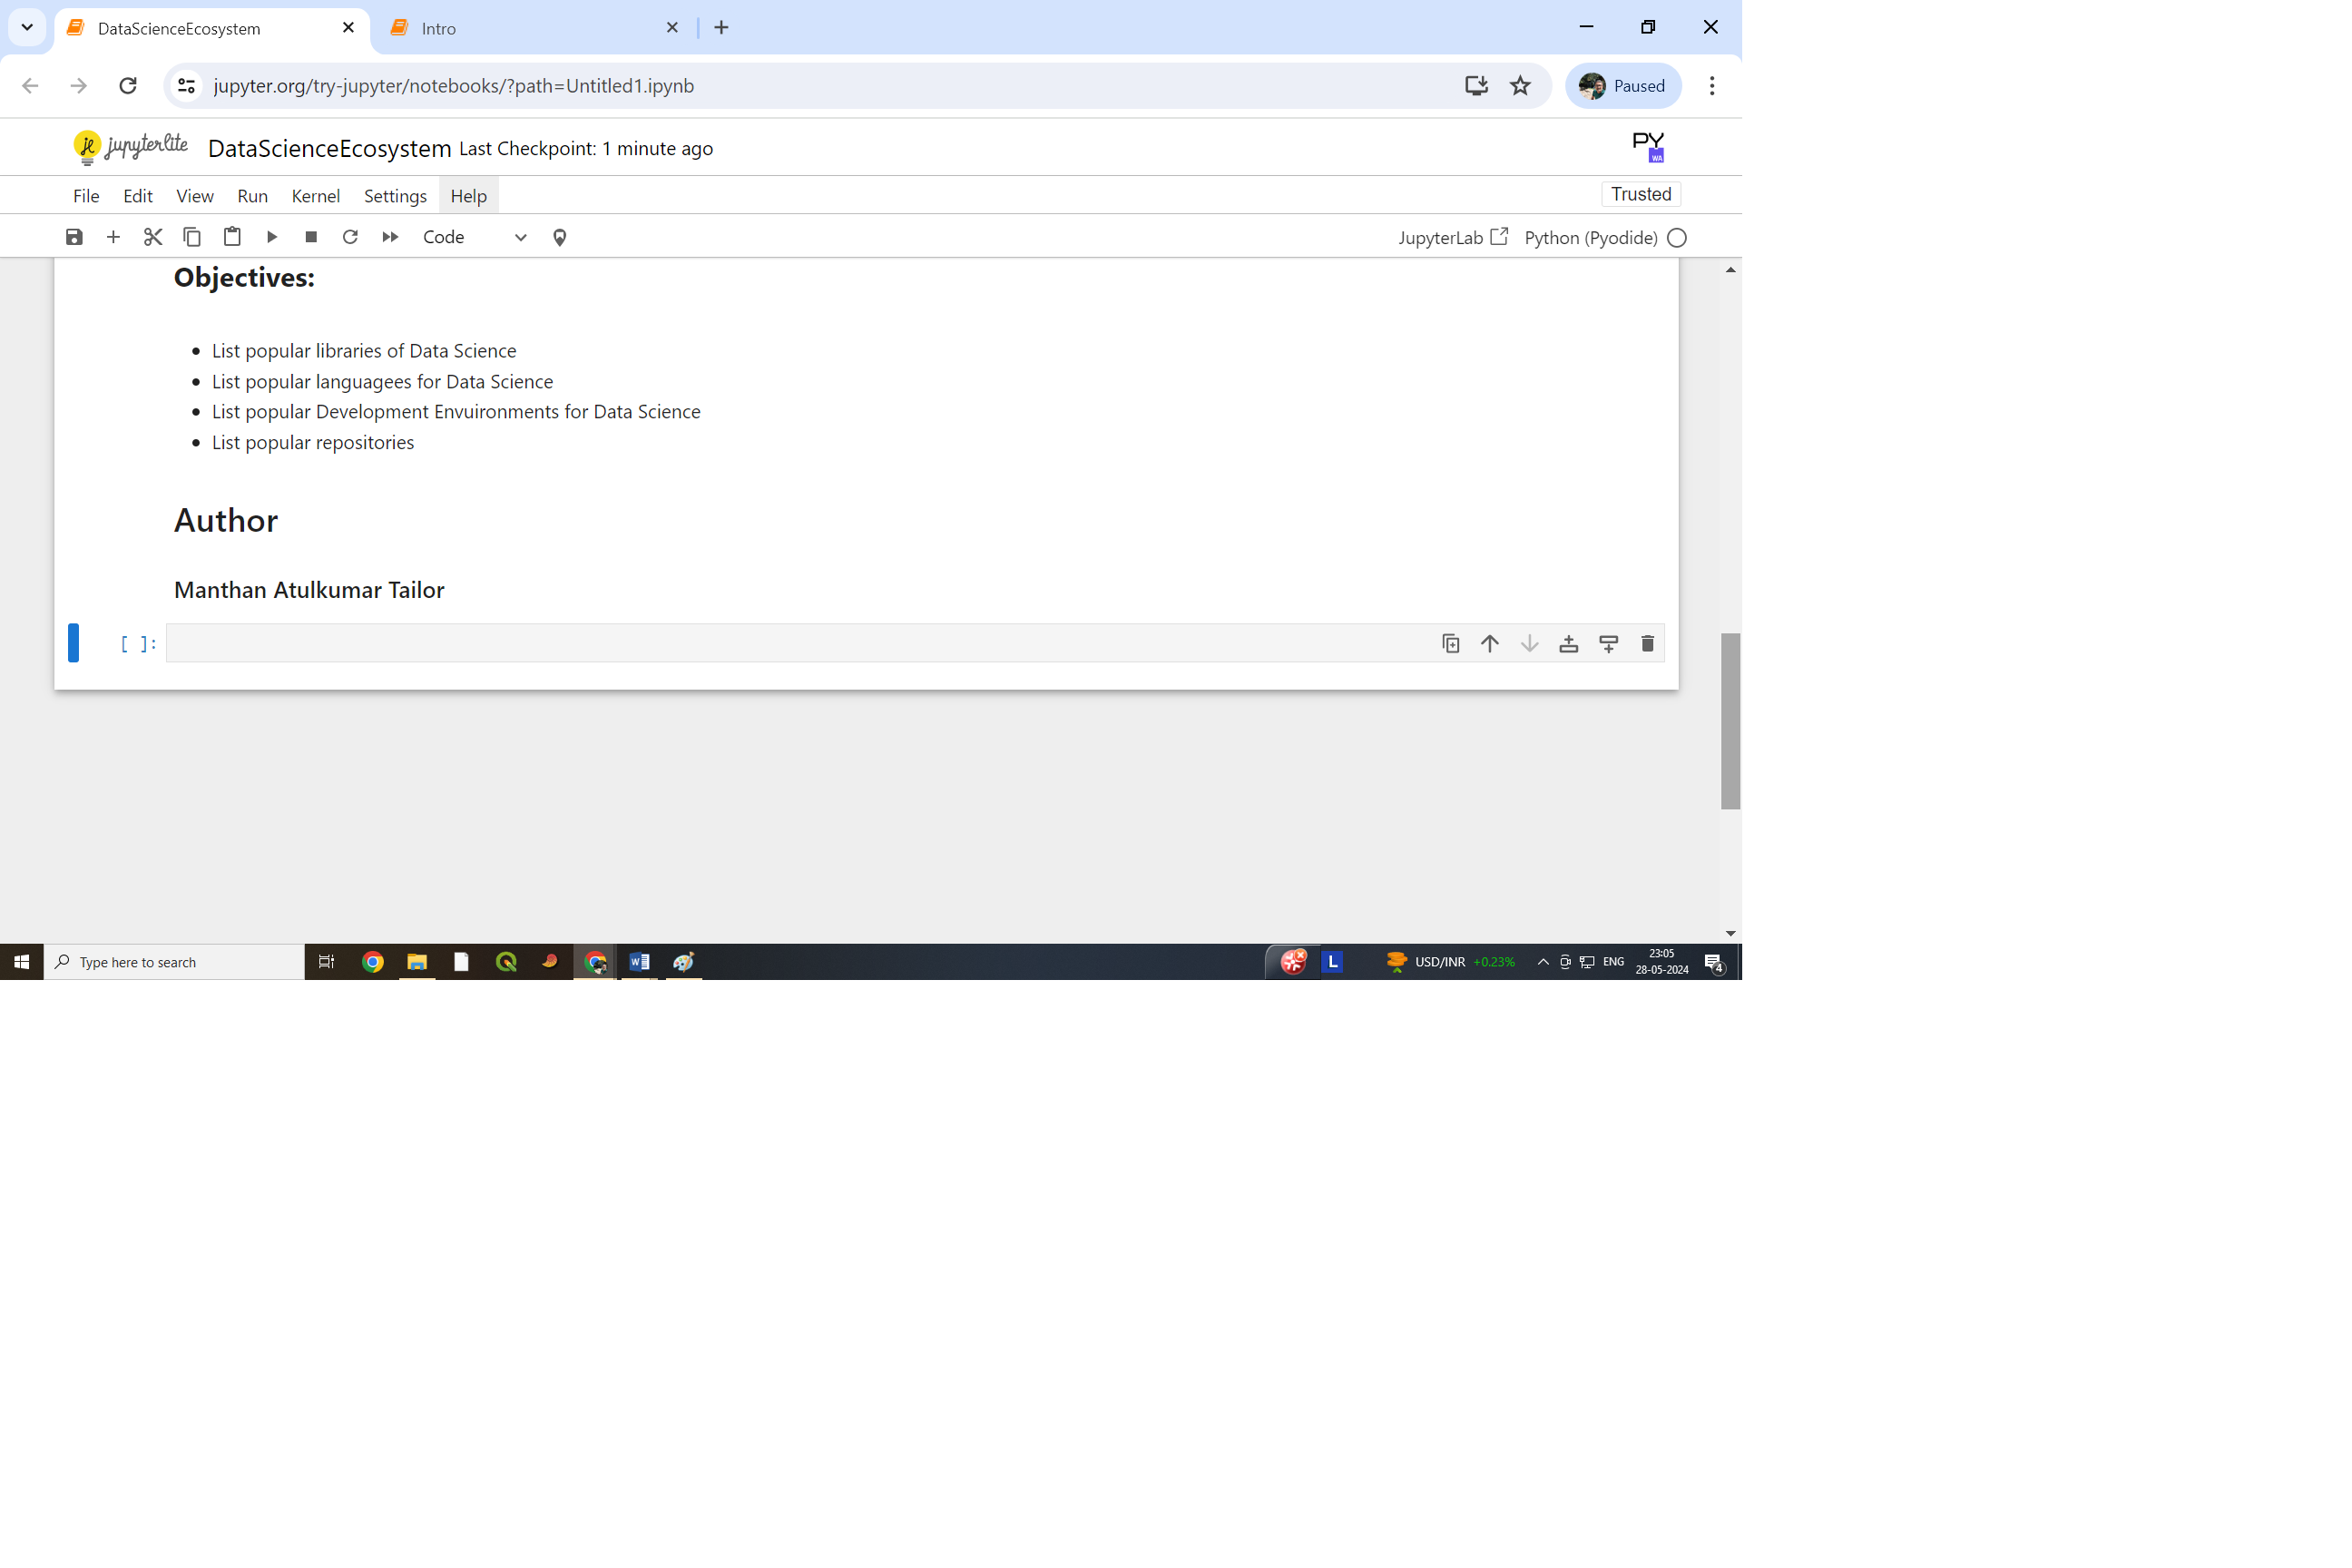 DataScienceEcosystem
Intro
jupyter.org/try-jupyter/notebooks/?path=Untitled1.ipynb
Paused
jupyterlite
DataScienceEcosystem Last Checkpoint: 1 minute ago
PY
WA
File Edit View Run Kernel Settings Help
Trusted
Code
JupyterLab Python (Pyodide)
Objectives:
List popular libraries of Data Science
List popular languagees for Data Science
List popular Development Envuironments for Data Science
List popular repositories
Author
Manthan Atulkumar Tailor
[ ]:
Type here to search
L
USD/INR +0.23%
ENG
23:05
28-05-2024
4